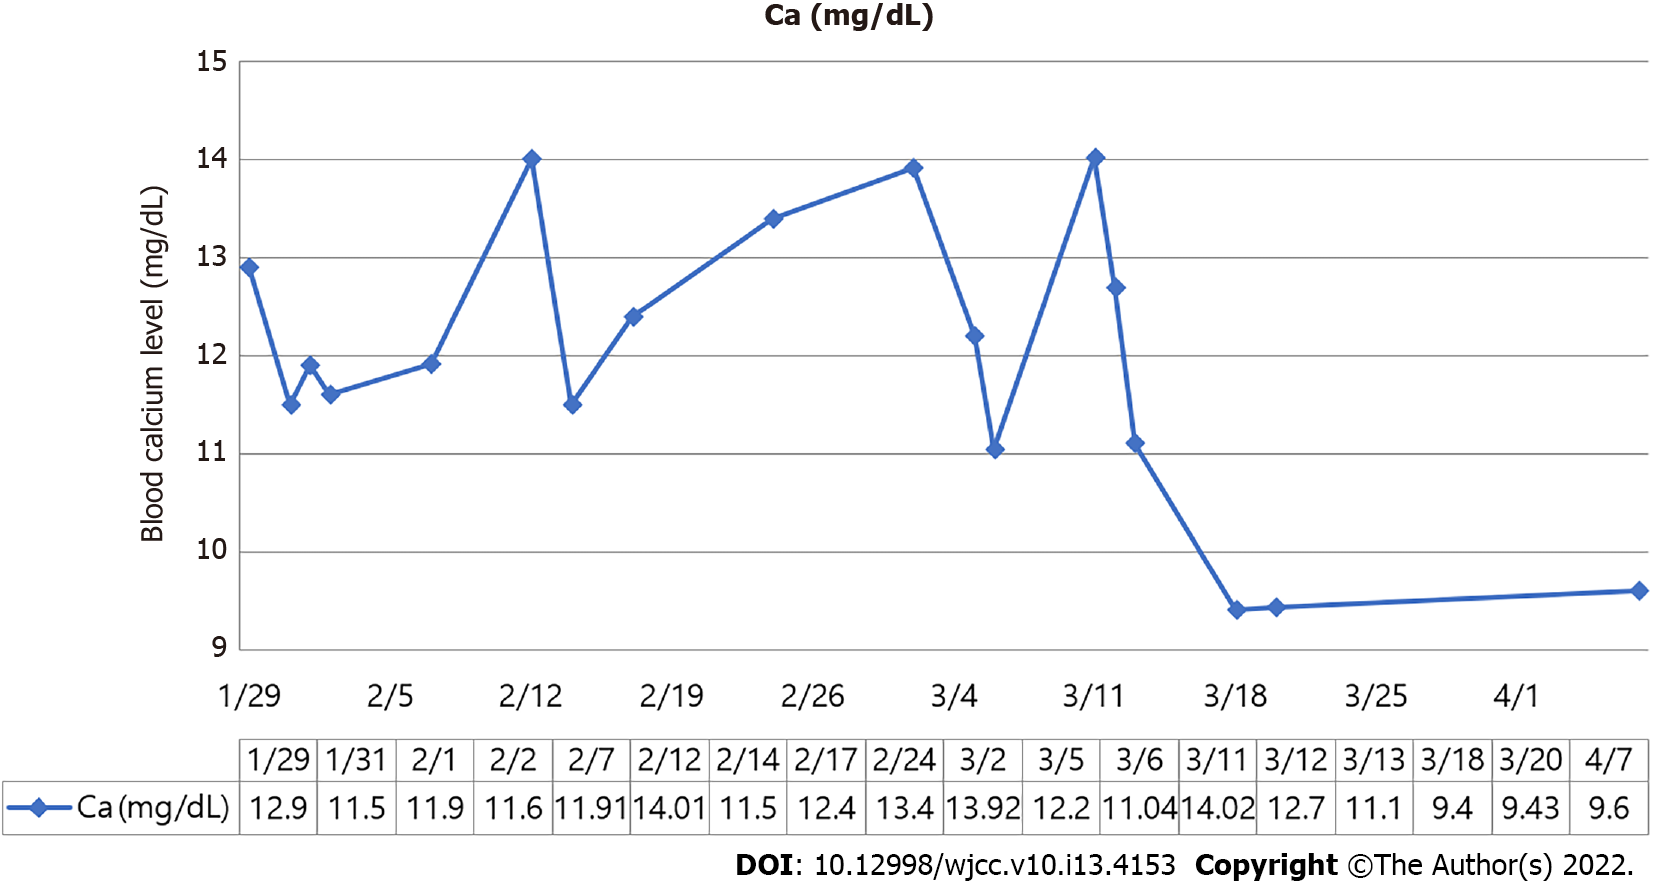 Ca (mg/dL)
15
14
13
12
11
10
9
Blood calcium level (mg/dL)
1/29 2/5 2/12 2/19 2/26 3/4 3/11 3/18 3/25 4/1
1/29 1/31 2/1 2/2 2/7 2/12 2/14 2/17 2/24 3/2 3/5 3/6 3/11 3/12 3/13 3/18 3/20 4/7
Ca (mg/dL) 12.9 11.5 11.9 11.6 11.91 14.01 11.5 12.4 13.4 13.92 12.2 11.04 14.02 12.7 11.1 9.4 9.43 9.6
DOI: 10.12998/wjcc.v10.i13.4153 Copyright ©The Author(s) 2022.